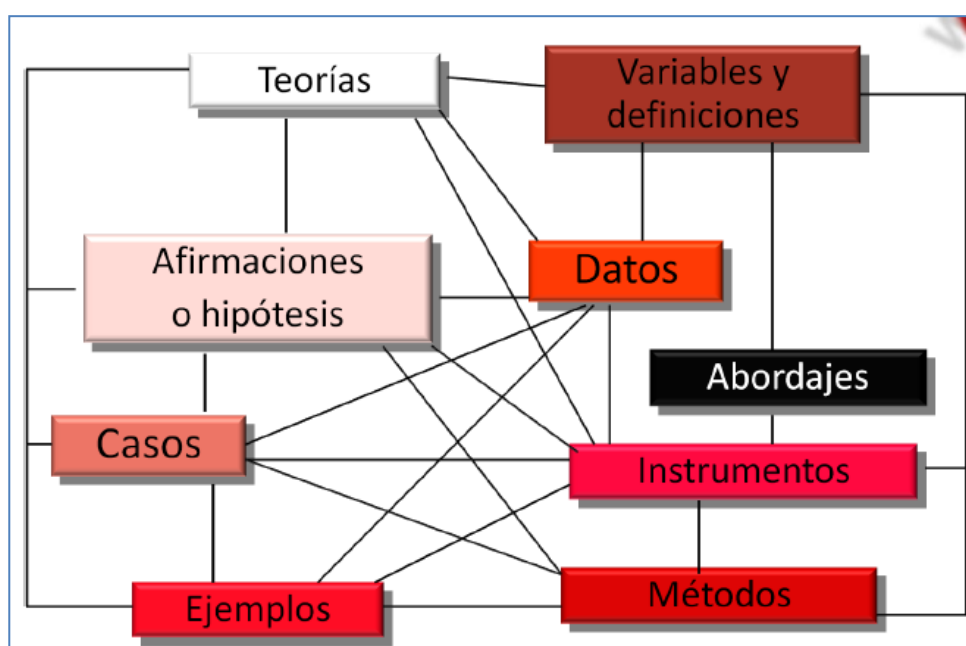 Teorías
Variables y
definiciones
Afirmaciones
o hipótesis
Datos
Abordajes
Casos
Instrumentos
Ejemplos
Métodos